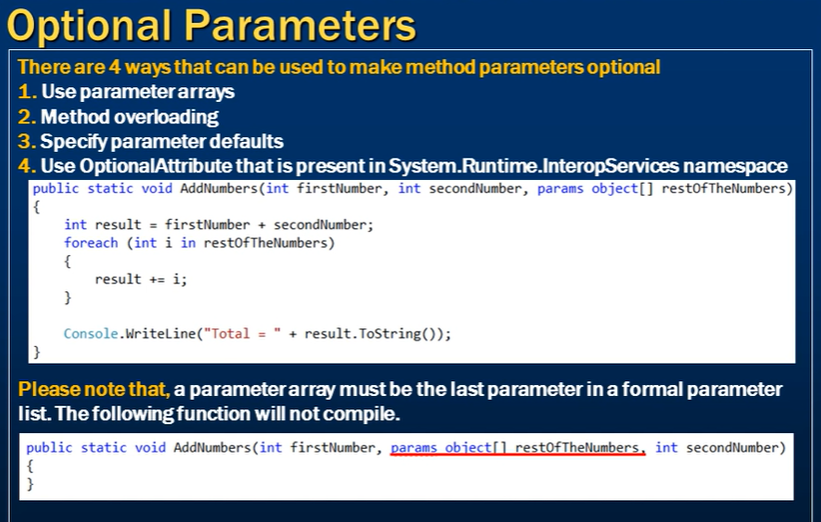 Optional Parameters
There are 4 ways that can be used to make method parameters optional
1. Use parameter arrays
2. Method overloading
3. Specify parameter defaults
4. Use OptionalAttribute that is present in System.Runtime.InteropServices namespace
public static void AddNumbers(int firstNumber, int secondNumber, params object[] restOfTheNumbers)
{
    int result = firstNumber + secondNumber;
    foreach (int i in restOfTheNumbers)
    {
        result += i;
    }
    Console.WriteLine("Total = " + result.ToString());
}
Please note that, a parameter array must be the last parameter in a formal parameter
list. The following function will not compile.
public static void AddNumbers(int firstNumber, params object[] restOfTheNumbers, int secondNumber)
{
}